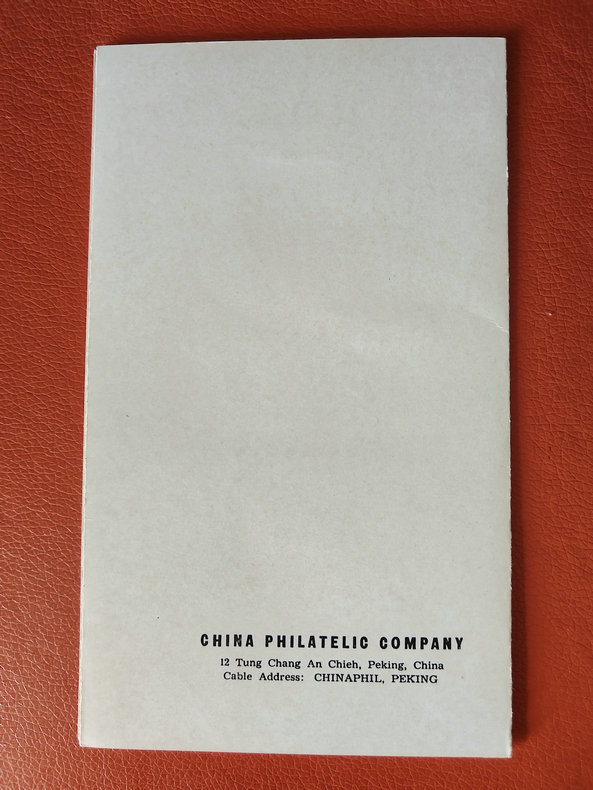 CHINA PHILATELIC COMPANY
12 Tung Chang An Chieh, Peking, China
Cable Address: CHINAPHIL, PEKING